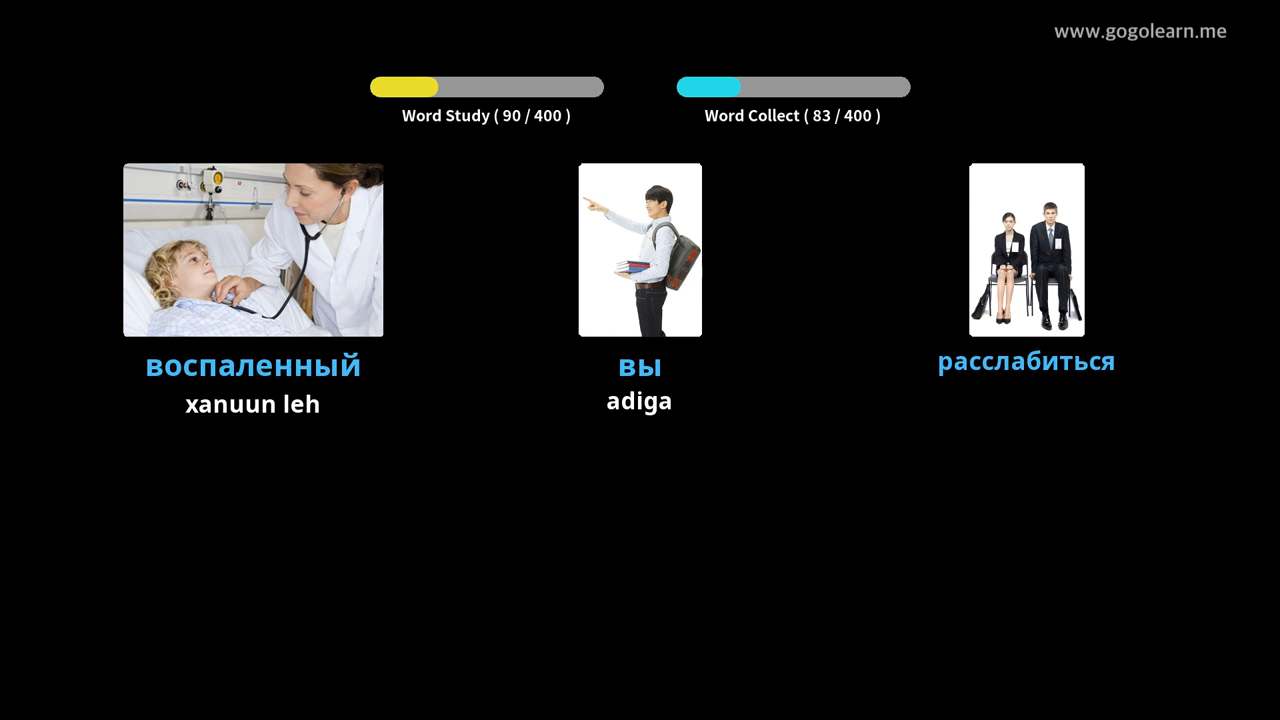 www.gogolearn.me
Word Study ( 90 / 400 )
Word Collect ( 83 / 400 )
воспаленный
xanuun leh
вы
adiga
расслабиться